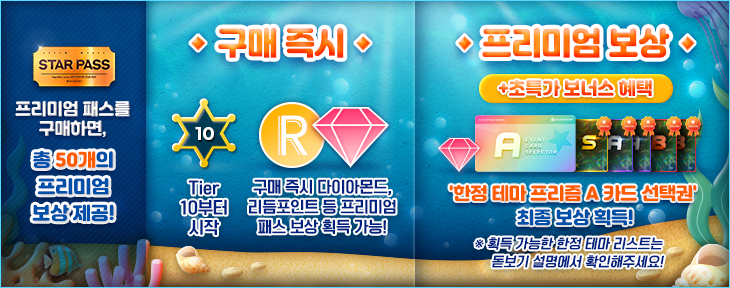 STAR PASS
프리미엄 패스를
구매하면,
총 50개의
프리미엄
보상 제공!
구매 즉시
10
Tier
10부터
시작
R
구매 즉시 다이아몬드,
리듬포인트 등 프리미엄
패스 보상 획득 가능!
프리미엄 보상
+초특가 보너스 혜택
A
EVENT
CARD
SELECTOR
S
A
'한정 테마 프리즘 A 카드 선택권'
최종 보상 획득!
※ 획득 가능한 한정 테마 리스트는
돋보기 설명에서 확인해주세요!